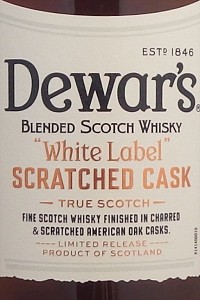 ESTD 1846
Dewar's®
BLENDED SCOTCH WHISKY
"White Label"
SCRATCHED CASK
TRUE SCOTCH
FINE SCOTCH WHISKY FINISHED IN CHARRED
& SCRATCHED AMERICAN OAK CASKS.
LIMITED RELEASE
PRODUCT OF SCOTLAND